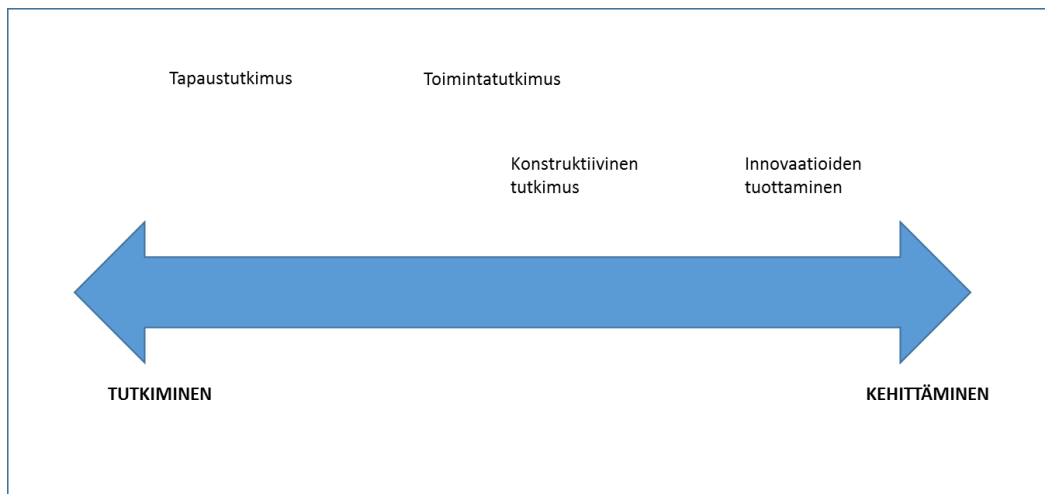 Tapaustutkimus
Toimintatutkimus
Konstruktiivinen
tutkimus
Innovaatioiden
tuottaminen
TUTKIMINEN
KEHITTÄMINEN